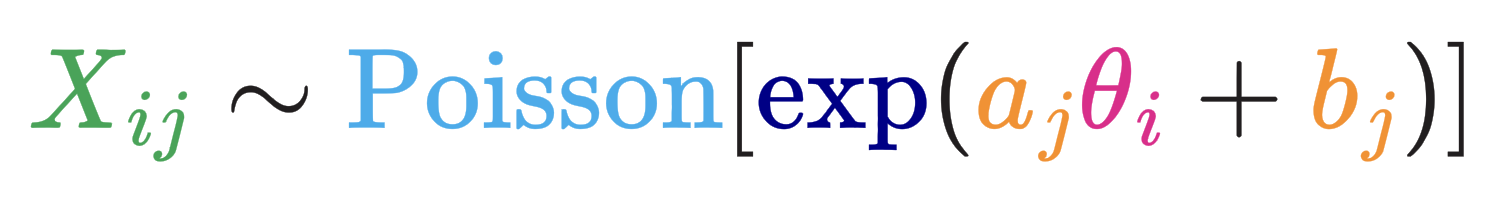 X_{ij} ~ Poisson[exp(a_jθ_i + b_j)]